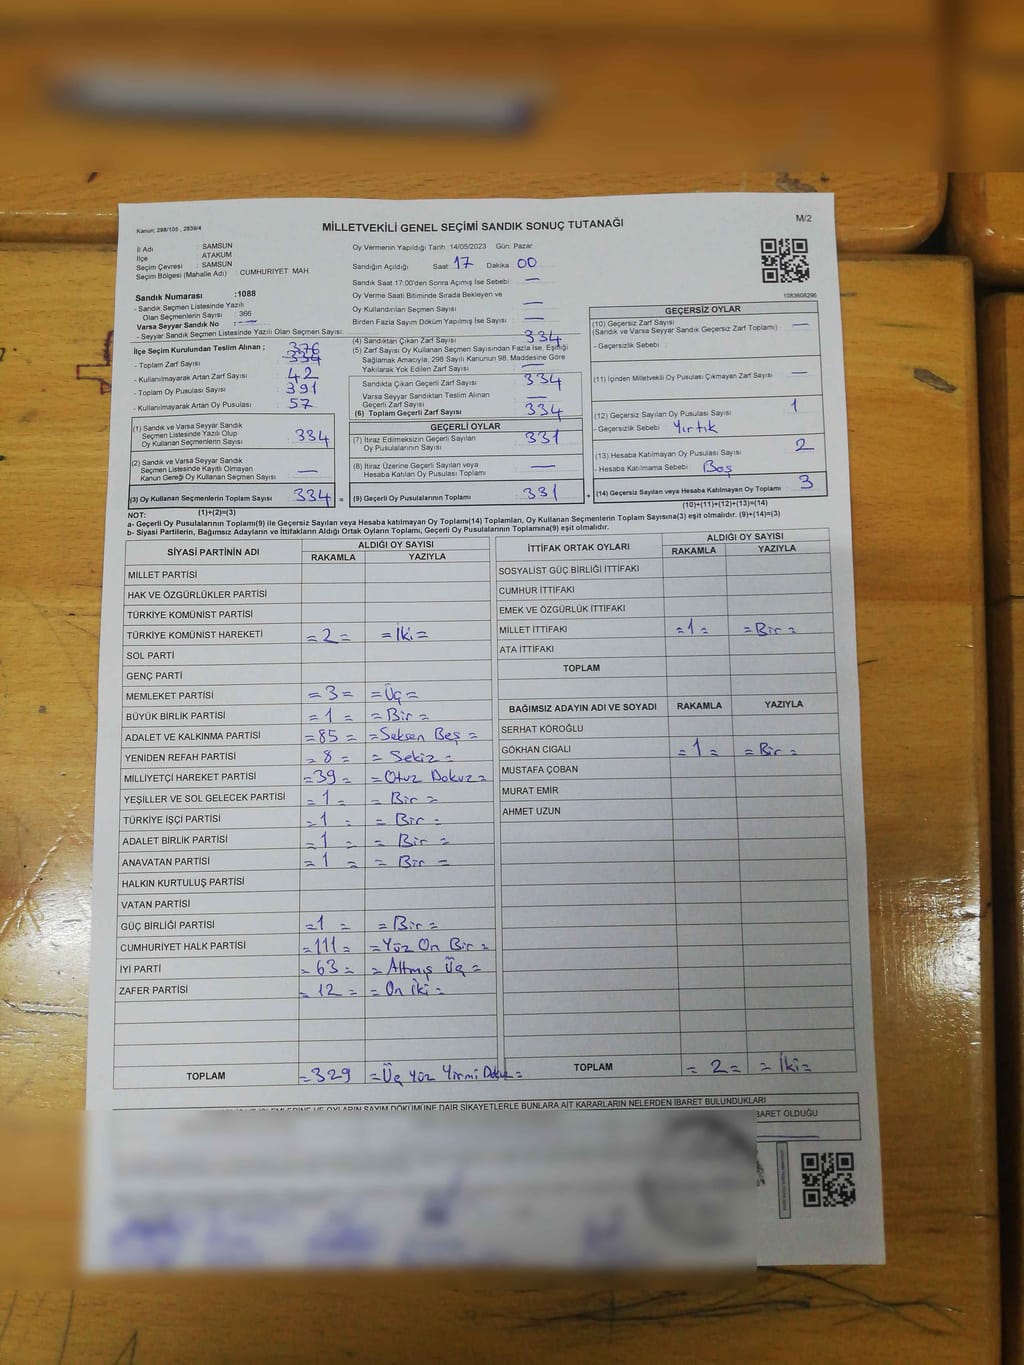 Kanun: 298/105 , 2839/4
MİLLETVEKİLİ GENEL SEÇİMİ SANDIK SONUÇ TUTANAĞI
M/2
İl Adı : SAMSUN
İlçe : ATAKUM
Seçim Çevresi : SAMSUN
Seçim Bölgesi (Mahalle Adı) CUMHURIYET MAH.
Oy Vermenin Yapıldığı Tarih :14/05/2023 Gün: Pazar
Sandığın Açıldığı Saat 17 Dakika : 00
Sandık Saat 17:00'den Sonra Açımış İse Sebebi : —
Oy Verme Saati Bitiminde Sırada Bekleyen ve
Oy Kullandırılan Seçmen Sayısı : —
Birden Fazla Sayım Döküm Yapılmış İse Sayısı : —
1083608296
Sandık Numarası :1088
- Sandık Seçmen Listesinde Yazılı
Olan Seçmenlerin Sayısı : 366
Varsa Seyyar Sandık No : —
- Seyyar Sandık Seçmen Listesinde Yazılı Olan Seçmen Sayısı:
İlçe Seçim Kurulundan Teslim Alınan ;
- Toplam Zarf Sayısı : 376 334
- Kullanılmayarak Artan Zarf Sayısı : 42
- Toplam Oy Pusulası Sayısı : 391
- Kullanılmayarak Artan Oy Pusulası : 57
(1) Sandık ve Varsa Seyyar Sandık
Seçmen Listesinde Yazılı Olup
Oy Kullanan Seçmenlerin Sayısı : 334
(2) Sandık ve Varsa Seyyar Sandık
Seçmen Listesinde Kayıtlı Olmayan
Kanun Gereği Oy Kullanan Seçmen Sayısı : —
(3) Oy Kullanan Seçmenlerin Toplam Sayısı : 334 =
(1)+(2)=(3)
(4) Sandıktan Çıkan Zarf Sayısı : 334
(5) Zarf Sayısı Oy Kullanan Seçmen Sayısından Fazla İse, Eşitliği
Sağlamak Amacıyla, 298 Sayılı Kanunun 98. Maddesine Göre
Yakılarak Yok Edilen Zarf Sayısı : —
Sandıkta Çıkan Geçerli Zarf Sayısı : 334
Varsa Seyyar Sandıktan Teslim Alınan
Geçerli Zarf Sayısı : —
(6) Toplam Geçerli Zarf Sayısı : 334
GEÇERLİ OYLAR
(7) İtiraz Edilmeksizin Geçerli Sayılan
Oy Pusulası Sayısı : 331
(8) İtiraz Üzerine Geçerli Sayılan veya
Hesaba Katılan Oy Pusulası Toplamı : —
(9) Geçerli Oy Pusulalarının Toplamı : 331 +
GEÇERSİZ OYLAR
(10) Geçersiz Zarf Sayısı
(Sandık ve Varsa Seyyar Sandık Geçersiz Zarf Toplamı) : —
- Geçersizlik Sebebi :
(11) İçinden Milletvekili Oy Pusulası Çıkmayan Zarf Sayısı : —
(12) Geçersiz Sayılan Oy Pusulası Sayısı : 1
- Geçersizlik Sebebi : Yırtık
(13) Hesaba Katılmayan Oy Pusulası Sayısı : 2
- Hesaba Katılmama Sebebi : Boş
(14) Geçersiz Sayılan veya Hesaba Katılmayan Oy Toplamı : 3
(10)+(11)+(12)+(13)=(14)
NOT:
a- Geçerli Oy Pusulalarının Toplamı(9) ile Geçersiz Sayılan veya Hesaba katılmayan Oy Toplam(14) Toplamları, Oy Kullanan Seçmenlerin Toplam Sayısına(3) eşit olmalıdır. (9)+(14)=(3)
b- Siyasi Partilerin, Bağımsız Adayların ve İttifakların Aldığı Ortak Oyların Toplamı, Geçerli Oy Pusulalarının Toplamına(9) eşit olmalıdır.
SİYASİ PARTİNİN ADI ALDIĞI OY SAYISI
RAKAMLA YAZIYLA
MİLLET PARTİSİ
HAK VE ÖZGÜRLÜKLER PARTİSİ
TÜRKİYE KOMÜNİST PARTİSİ
TÜRKİYE KOMÜNİST HAREKETİ =2= =İki=
SOL PARTİ
GENÇ PARTİ
MEMLEKET PARTİSİ =3= =Üç=
BÜYÜK BİRLİK PARTİSİ =1= =Bir=
ADALET VE KALKINMA PARTİSİ =85= =Seksen Beş=
YENİDEN REFAH PARTİSİ =8= =Sekiz=
MİLLİYETÇİ HAREKET PARTİSİ =39= =Otuz Dokuz=
YEŞİLLER VE SOL GELECEK PARTİSİ =1= =Bir=
TÜRKİYE İŞÇİ PARTİSİ =1= =Bir=
ADALET BİRLİK PARTİSİ =1= =Bir=
ANAVATAN PARTİSİ =1= =Bir=
HALKIN KURTULUŞ PARTİSİ
VATAN PARTİSİ
GÜÇ BİRLİĞİ PARTİSİ =1= =Bir=
CUMHURİYET HALK PARTİSİ =111= =Yüz On Bir=
İYİ PARTİ =63= =Altmış Üç=
ZAFER PARTİSİ =12= =On İki=
TOPLAM =329 =Üç Yüz Yirmi Dokuz=
İTTİFAK ORTAK OYLARI ALDIĞI OY SAYISI
RAKAMLA YAZIYLA
SOSYALİST GÜÇ BİRLİĞİ İTTİFAKI
CUMHUR İTTİFAKI
EMEK VE ÖZGÜRLÜK İTTİFAKI
MİLLET İTTİFAKI =1= =Bir=
ATA İTTİFAKI
TOPLAM
BAĞIMSIZ ADAYIN ADI VE SOYADI RAKAMLA YAZIYLA
SERHAT KÖROĞLU
GÖKHAN CIGALI =1= =Bir=
MUSTAFA ÇOBAN
MURAT EMİR
AHMET UZUN
TOPLAM =2= =İki=
OYLARIN SAYIM DÖKÜMÜNE DAİR ŞİKAYETLERLE BUNLARA AİT KARARLARIN NELERDEN İBARET BULUNDUKLARI
İBARET OLDUĞU